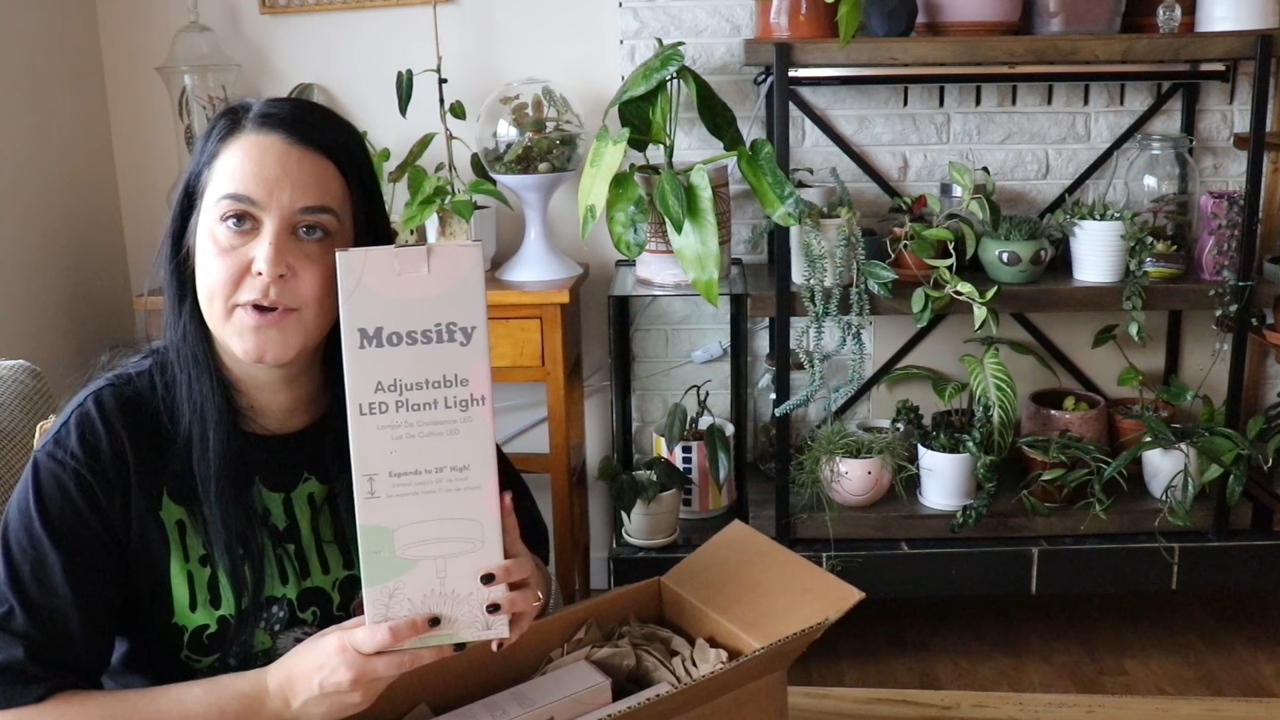 Mossify
Adjustable
LED Plant Light
Lampe De Croissance LED
Luz De Cultivo LED
Expands to 28" High!